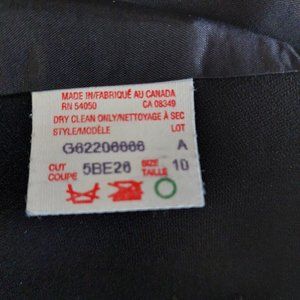 MADE IN/FABRIQUÉ AU CANADA
RN 54050 CA 08349
DRY CLEAN ONLY/NETTOYAGE À SEC
STYLE/MODÈLE LOT
G62206666 A
CUT COUPE 5BE26 SIZE TAILLE 10